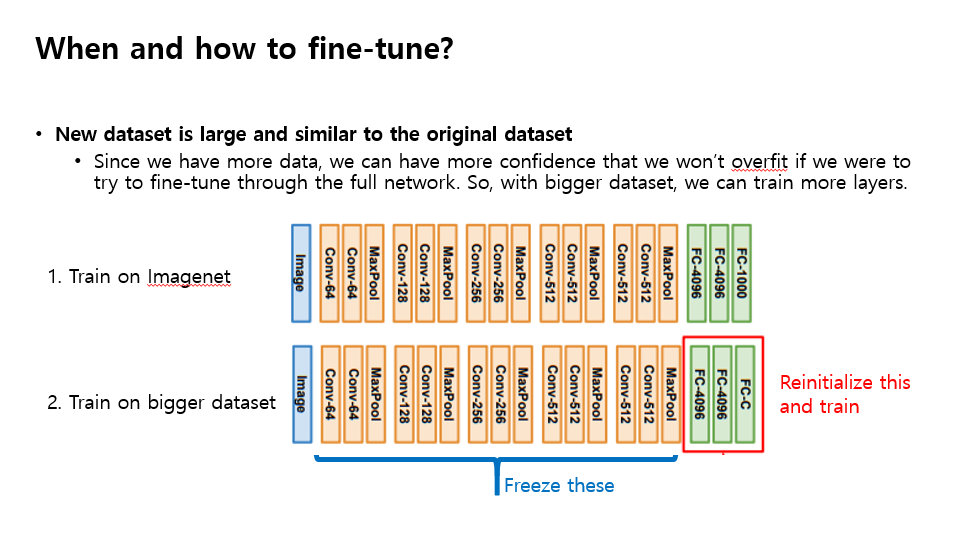 When and how to fine-tune?
• New dataset is large and similar to the original dataset
• Since we have more data, we can have more confidence that we won't overfit if we were to
try to fine-tune through the full network. So, with bigger dataset, we can train more layers.
1. Train on Imagenet
Image
Conv-64
Conv-64
MaxPool
Conv-128
Conv-128
MaxPool
Conv-256
Conv-256
MaxPool
Conv-512
Conv-512
MaxPool
Conv-512
Conv-512
MaxPool
FC-4096
FC-4096
FC-1000
2. Train on bigger dataset
Image
Conv-64
Conv-64
MaxPool
Conv-128
Conv-128
MaxPool
Conv-256
Conv-256
MaxPool
Conv-512
Conv-512
MaxPool
Conv-512
Conv-512
MaxPool
FC-4096
FC-4096
FC-C
Reinitialize this
and train
Freeze these